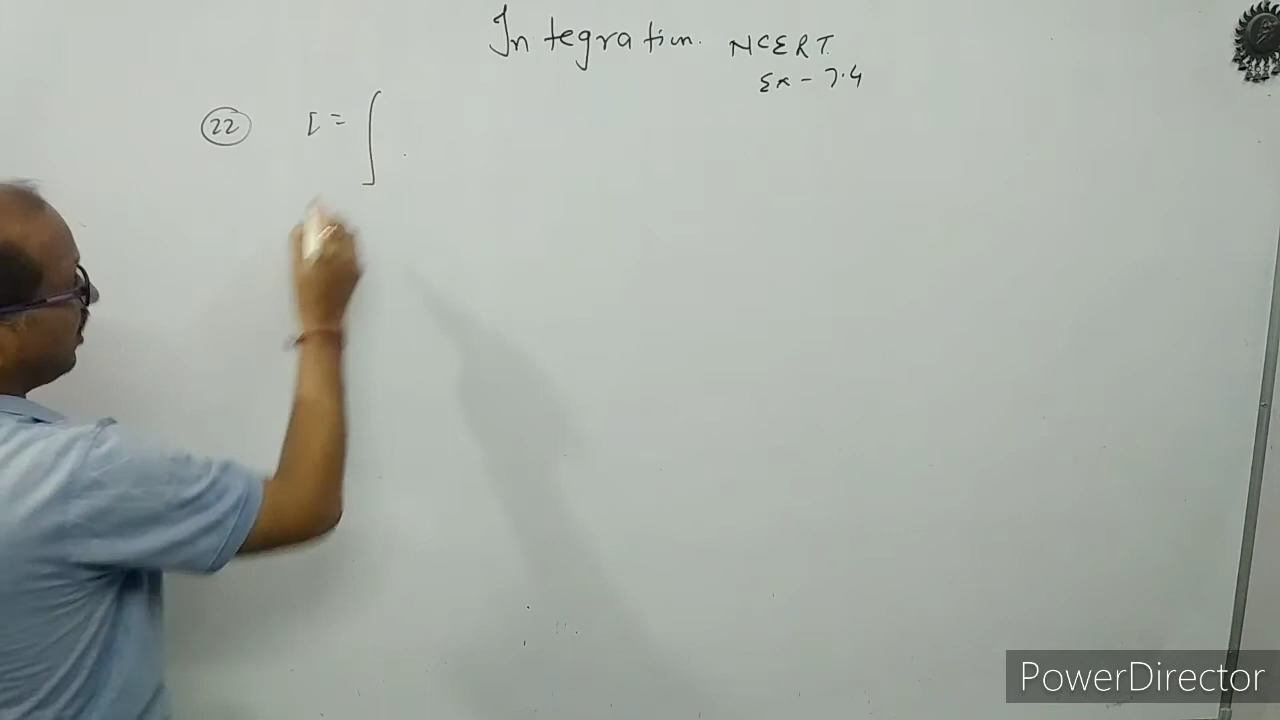 Integration. NCERT.
Ex - 7.4
22 I = ∫
PowerDirector